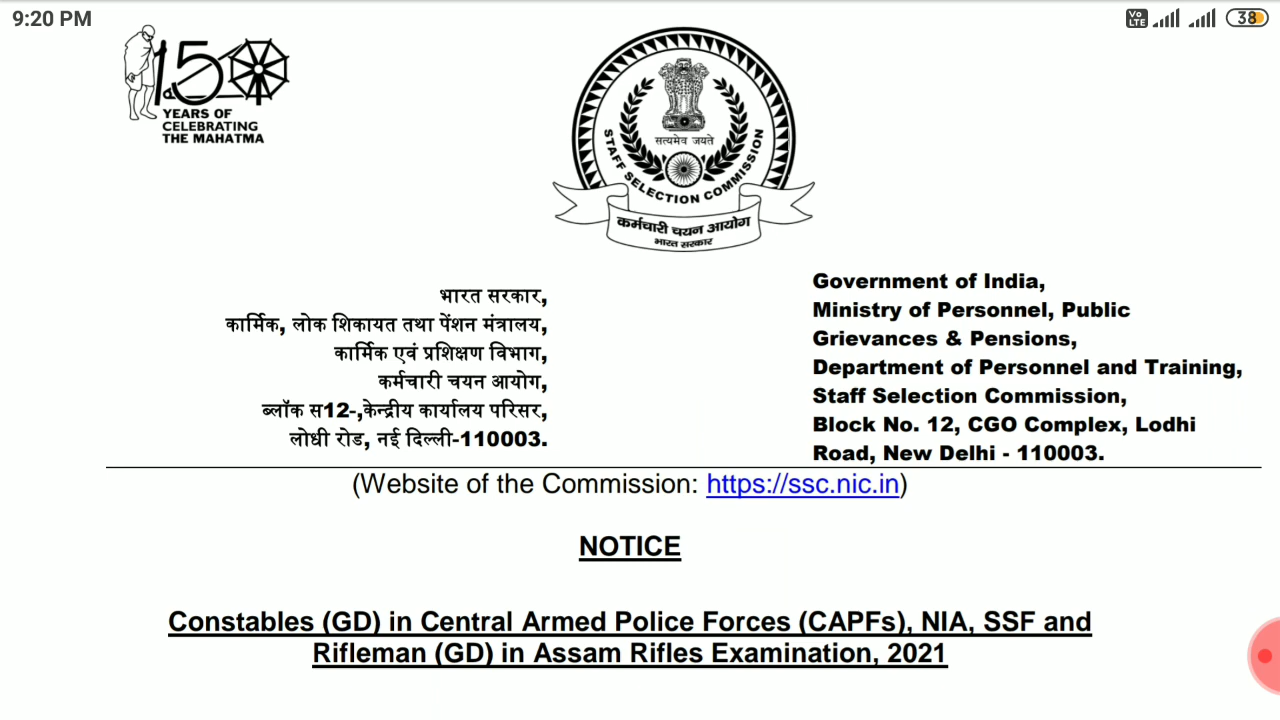 9:20 PM
Vo LTE
38
150
YEARS OF
CELEBRATING
THE MAHATMA
सत्यमेव जयते
STAFF SELECTION COMMISSION
कर्मचारी चयन आयोग
भारत सरकार
भारत सरकार,
कार्मिक, लोक शिकायत तथा पेंशन मंत्रालय,
कार्मिक एवं प्रशिक्षण विभाग,
कर्मचारी चयन आयोग,
ब्लॉक स12-,केन्द्रीय कार्यालय परिसर,
लोधी रोड, नई दिल्ली-110003.
Government of India,
Ministry of Personnel, Public
Grievances & Pensions,
Department of Personnel and Training,
Staff Selection Commission,
Block No. 12, CGO Complex, Lodhi
Road, New Delhi - 110003.
(Website of the Commission: https://ssc.nic.in)
NOTICE
Constables (GD) in Central Armed Police Forces (CAPFs), NIA, SSF and
Rifleman (GD) in Assam Rifles Examination, 2021